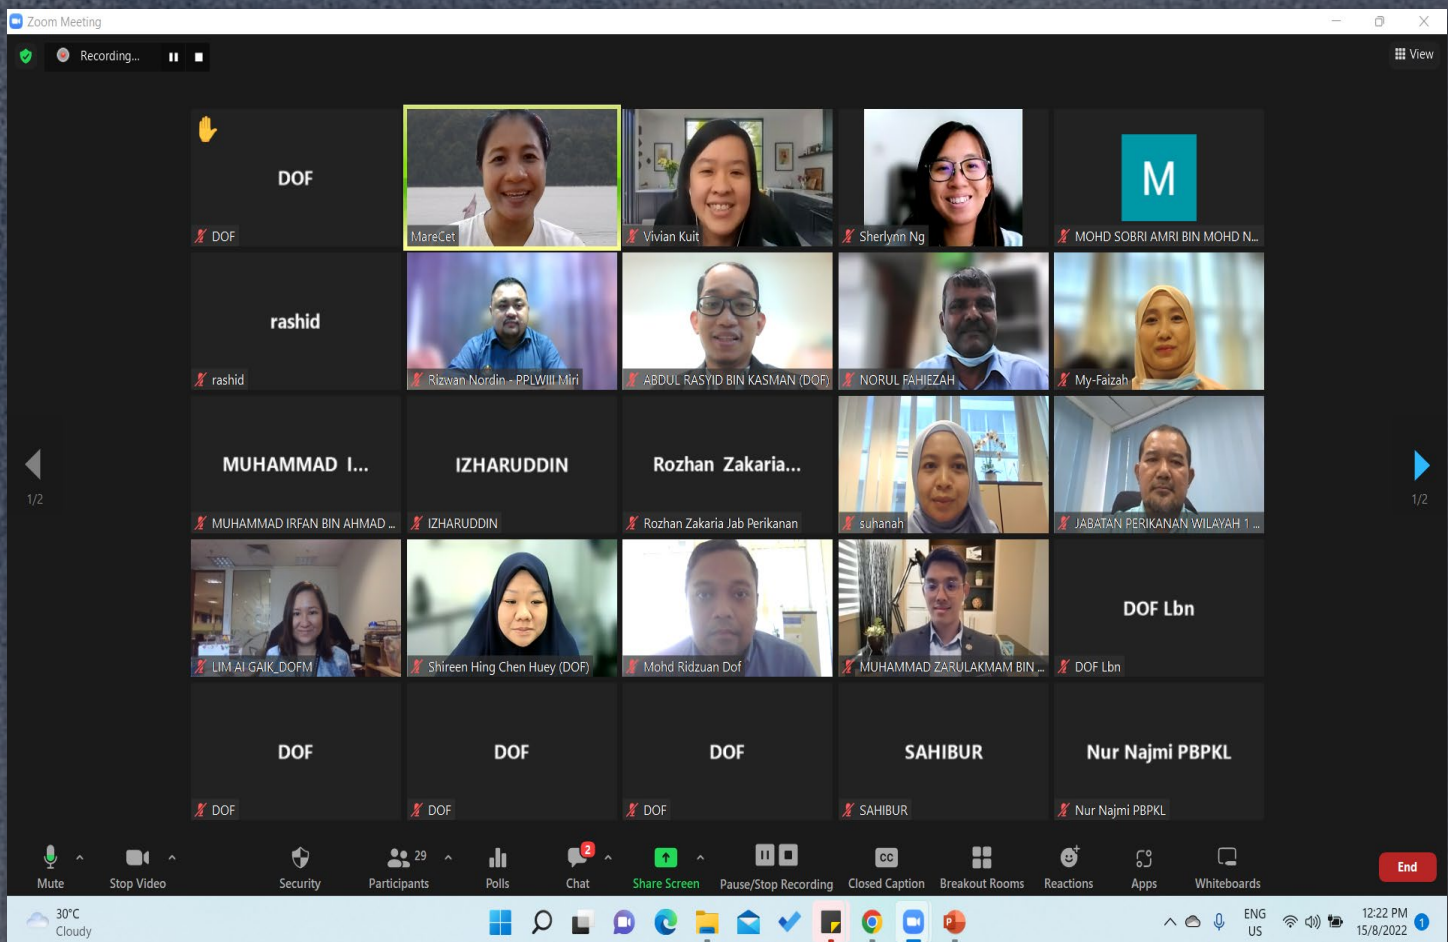 Zoom Meeting
Recording...
View
DOF
DOF
MareCet
Vivian Kuit
Sherlynn Ng
M
MOHD SOBRI AMRI BIN MOHD N...
rashid
rashid
Rizwan Nordin - PPLWIII Miri
ABDUL RASYID BIN KASMAN (DOF)
NORUL FAHIEZAH
My-Faizah
MUHAMMAD I...
MUHAMMAD IRFAN BIN AHMAD ...
IZHARUDDIN
IZHARUDDIN
Rozhan Zakaria...
Rozhan Zakaria Jab Perikanan
suhanah
JABATAN PERIKANAN WILAYAH 1 ...
1/2
1/2
LIM AI GAIK_DOFM
Shireen Hing Chen Huey (DOF)
Mohd Ridzuan Dof
MUHAMMAD ZARULAKMAM BIN ...
DOF Lbn
DOF Lbn
DOF
DOF
DOF
DOF
DOF
DOF
SAHIBUR
SAHIBUR
Nur Najmi PBPKL
Nur Najmi PBPKL
Mute
Stop Video
Security
29
Participants
Polls
2
Chat
Share Screen
Pause/Stop Recording
CC
Closed Caption
Breakout Rooms
Reactions
Apps
Whiteboards
End
30°C
Cloudy
ENG
US
12:22 PM
15/8/2022
1